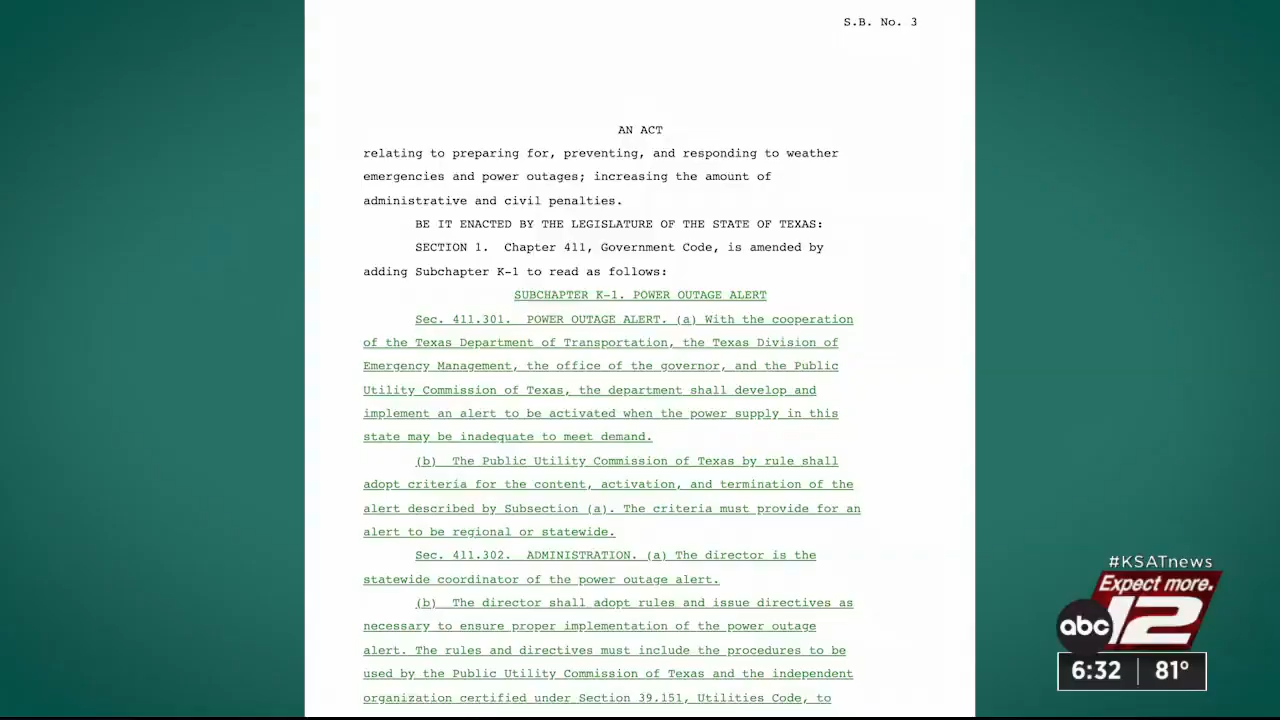 S.B. No. 3
AN ACT
relating to preparing for, preventing, and responding to weather
emergencies and power outages; increasing the amount of
administrative and civil penalties.
BE IT ENACTED BY THE LEGISLATURE OF THE STATE OF TEXAS:
SECTION 1. Chapter 411, Government Code, is amended by
adding Subchapter K-1 to read as follows:
SUBCHAPTER K-1. POWER OUTAGE ALERT
Sec. 411.301. POWER OUTAGE ALERT. (a) With the cooperation
of the Texas Department of Transportation, the Texas Division of
Emergency Management, the office of the governor, and the Public
Utility Commission of Texas, the department shall develop and
implement an alert to be activated when the power supply in this
state may be inadequate to meet demand.
(b) The Public Utility Commission of Texas by rule shall
adopt criteria for the content, activation, and termination of the
alert described by Subsection (a). The criteria must provide for an
alert to be regional or statewide.
Sec. 411.302. ADMINISTRATION. (a) The director is the
statewide coordinator of the power outage alert.
(b) The director shall adopt rules and issue directives as
necessary to ensure proper implementation of the power outage
alert. The rules and directives must include the procedures to be
used by the Public Utility Commission of Texas and the independent
organization certified under Section 39.151, Utilities Code, to
#KSATnews
Expect more.
abc 12
6:32 81°